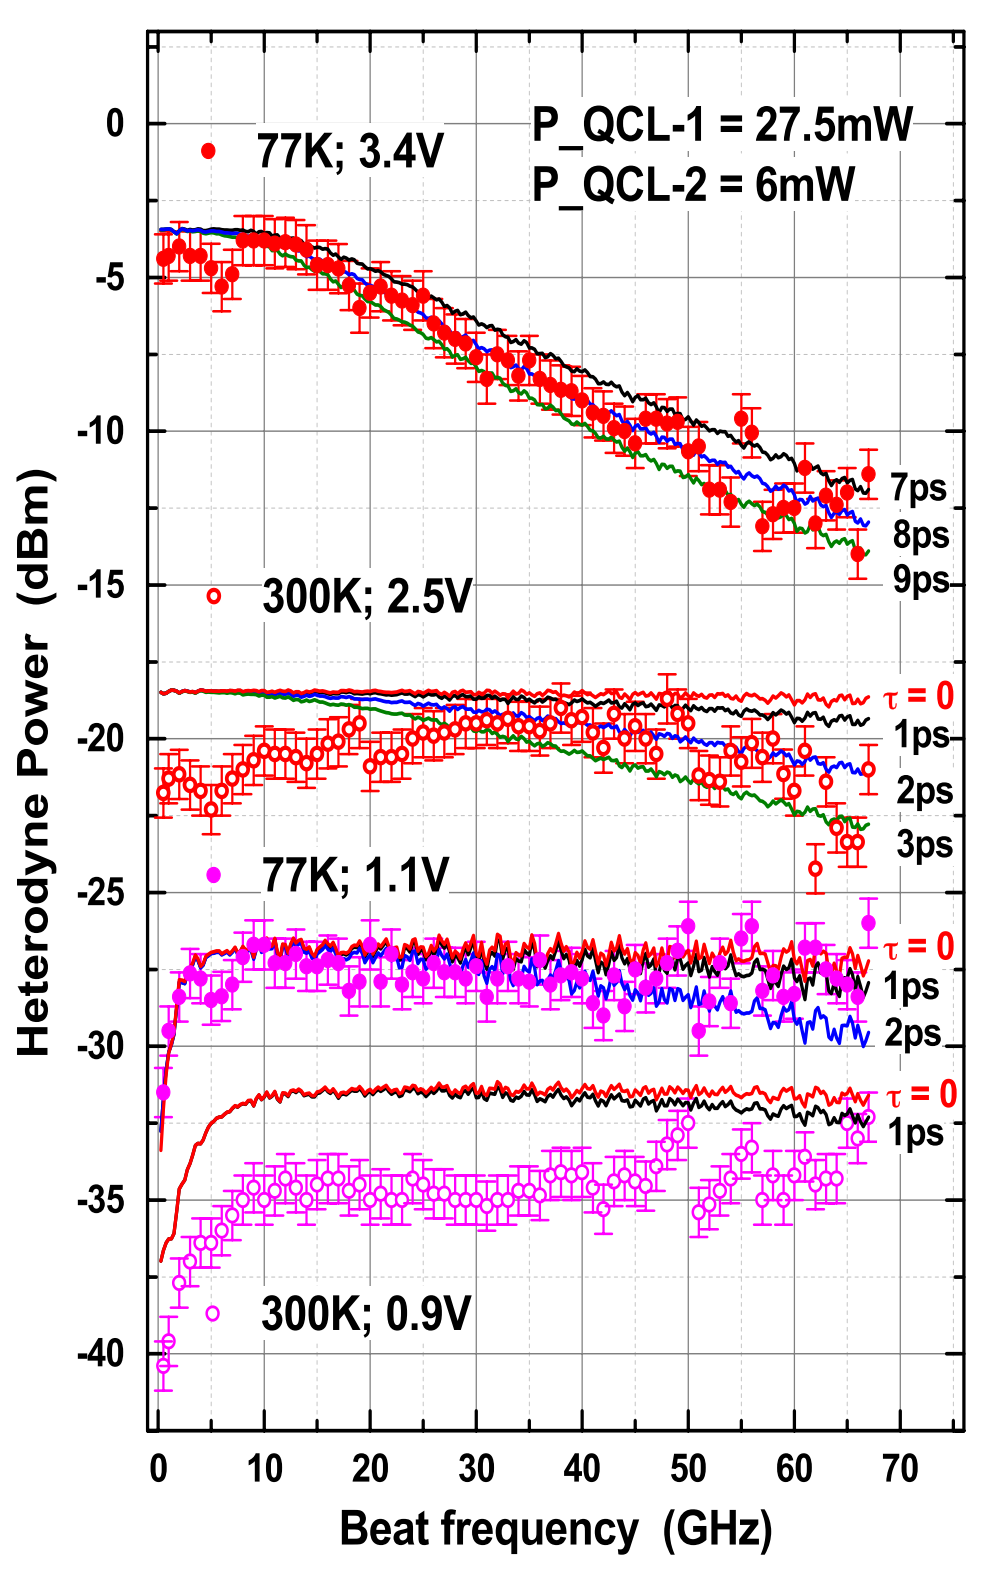 P_QCL-1 = 27.5mW
P_QCL-2 = 6mW
77K; 3.4V
7ps
8ps
9ps
300K; 2.5V
τ = 0
1ps
2ps
3ps
77K; 1.1V
τ = 0
1ps
2ps
τ = 0
1ps
300K; 0.9V
0
-5
-10
-15
-20
-25
-30
-35
-40
Heterodyne Power (dBm)
0 10 20 30 40 50 60 70
Beat frequency (GHz)